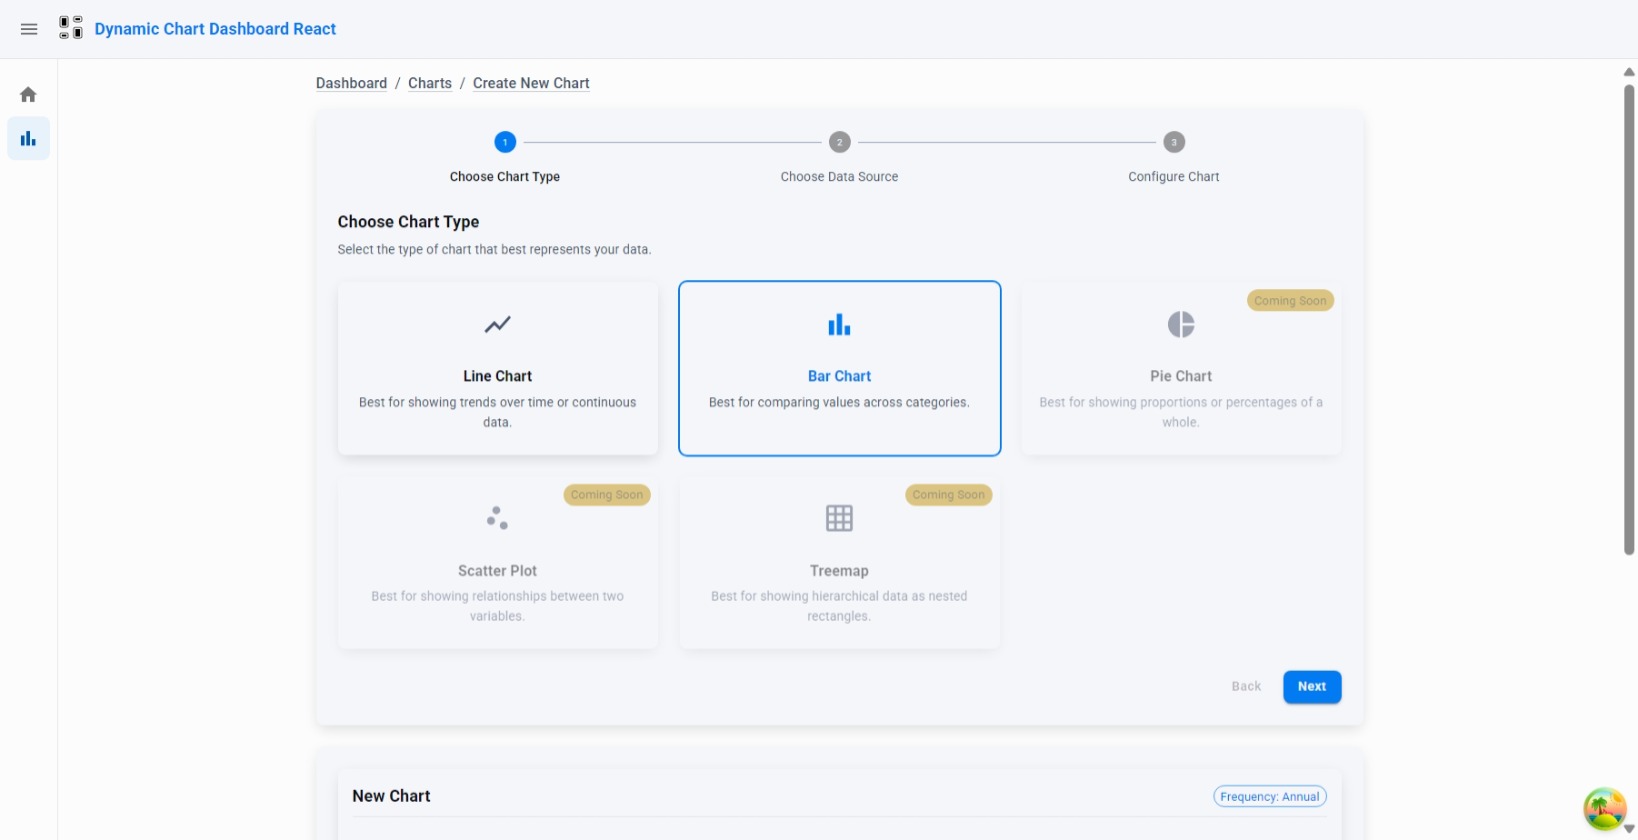 Dynamic Chart Dashboard React
Dashboard / Charts / Create New Chart
1
2
3
Choose Chart Type
Choose Data Source
Configure Chart
Choose Chart Type
Select the type of chart that best represents your data.
Line Chart
Best for showing trends over time or continuous
data.
Bar Chart
Best for comparing values across categories.
Coming Soon
Pie Chart
Best for showing proportions or percentages of a
whole.
Coming Soon
Scatter Plot
Best for showing relationships between two
variables.
Coming Soon
Treemap
Best for showing hierarchical data as nested
rectangles.
Back
Next
New Chart
Frequency: Annual